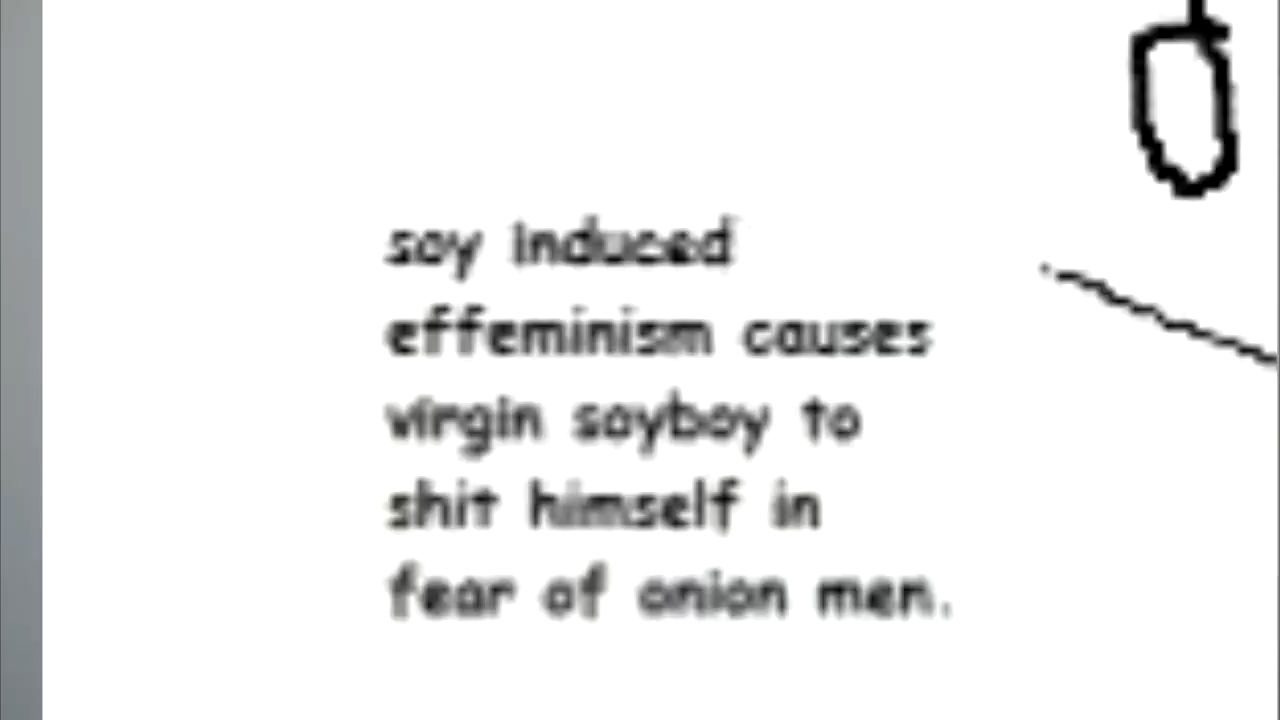 soy induced
effeminism causes
virgin soyboy to
shit himself in
fear of onion men.